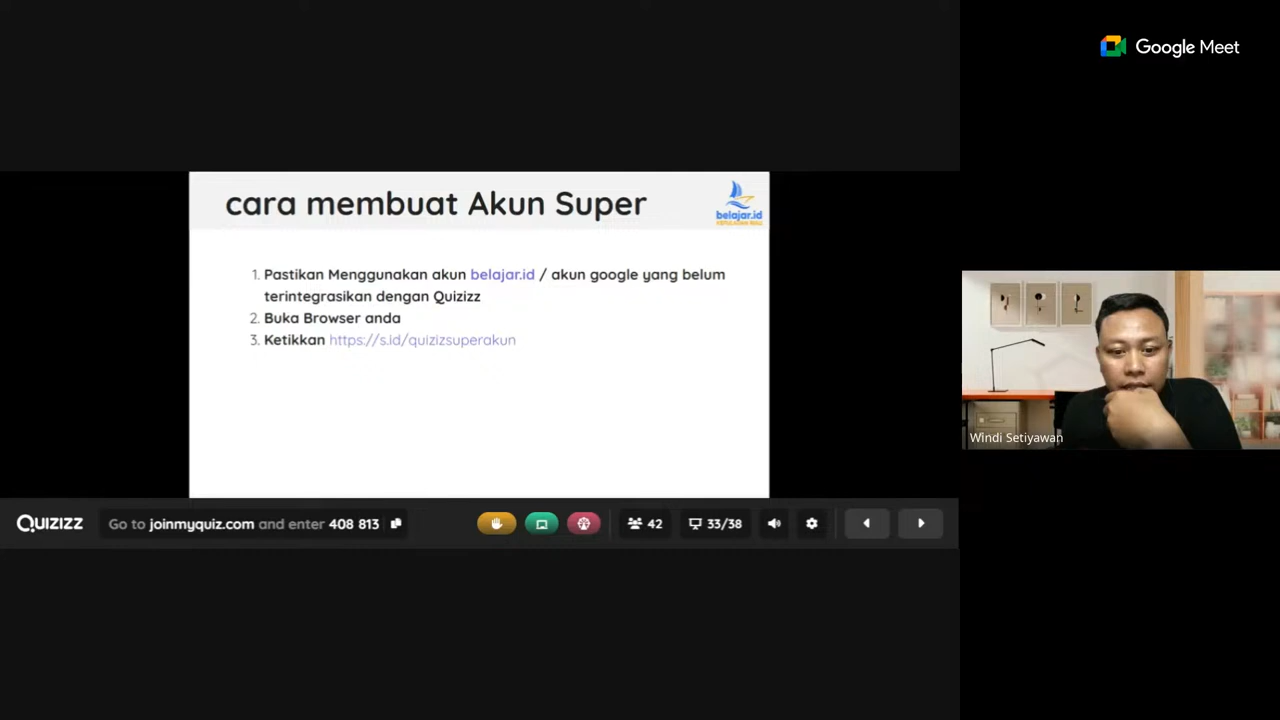 Google Meet
cara membuat Akun Super
belajar.id
1. Pastikan Menggunakan akun belajar.id / akun google yang belum
terintegrasikan dengan Quizizz
2. Buka Browser anda
3. Ketikkan https://s.id/quizizsuperakun
Windi Setiyawan
QUIZIZZ
Go to joinmyquiz.com and enter 408 813
42
33/38